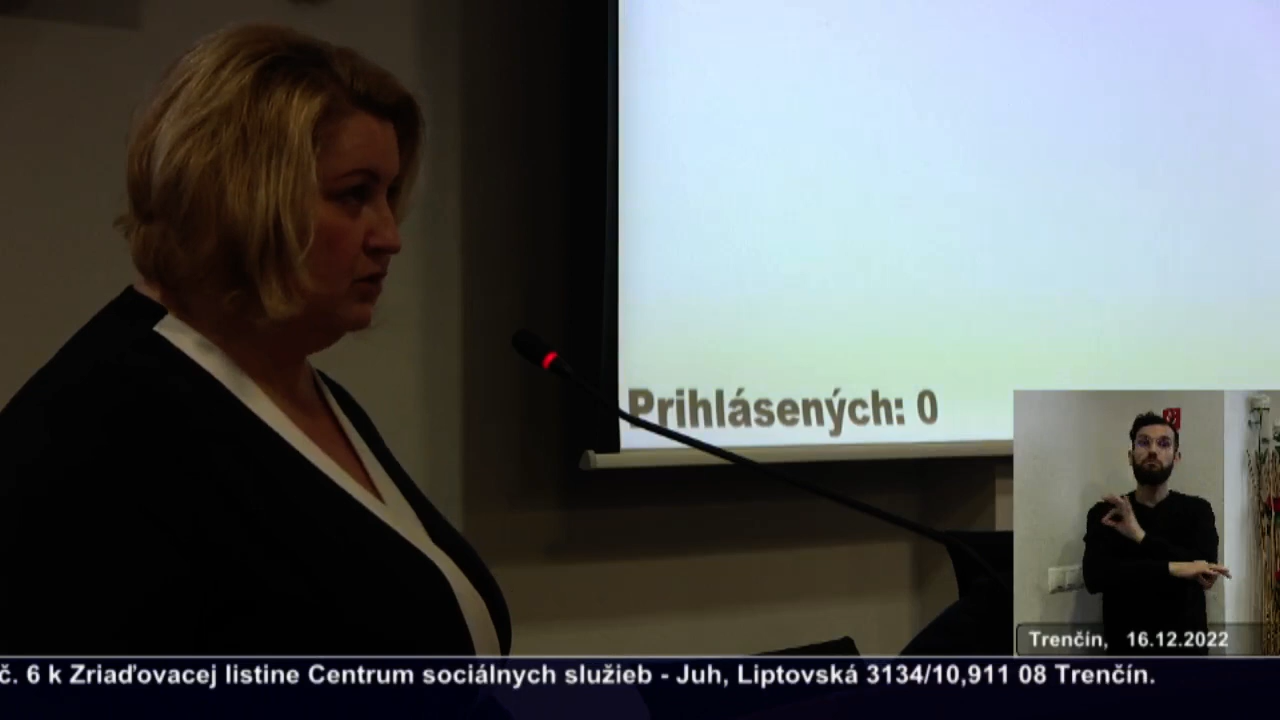 Prihlásených: 0
Trenčín, 16.12.2022
č. 6 k Zriaďovacej listine Centrum sociálnych služieb - Juh, Liptovská 3134/10,911 08 Trenčín.